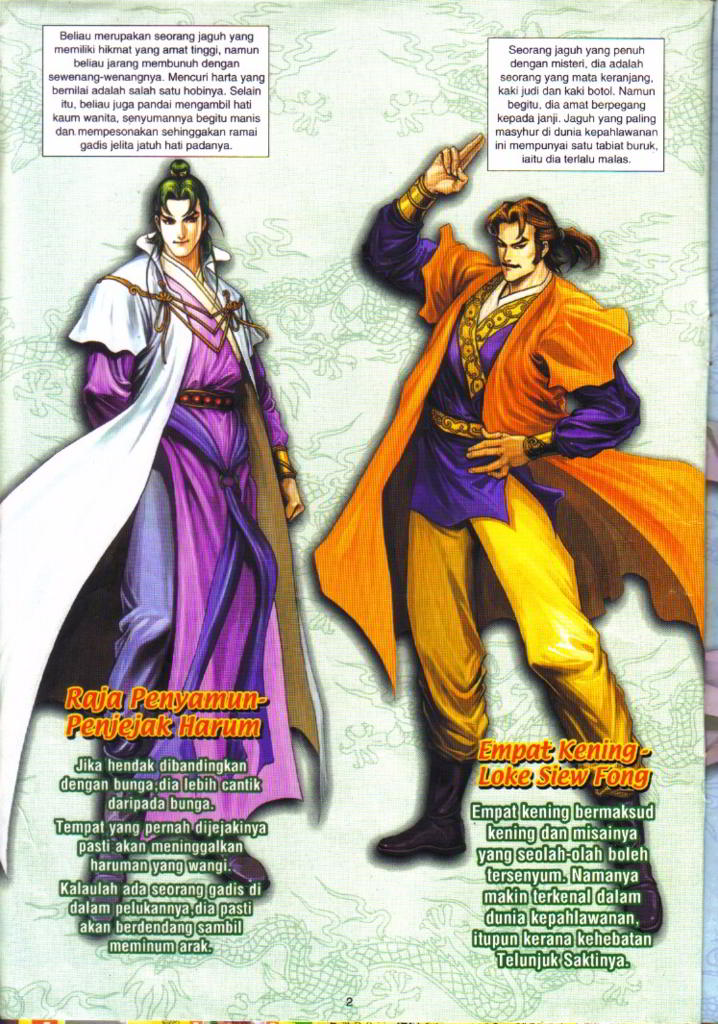 Beliau merupakan seorang jaguh yang
memiliki hikmat yang amat tinggi, namun
beliau jarang membunuh dengan
sewenang-wenangnya. Mencuri harta yang
bernilai adalah salah satu hobinya. Selain
itu, beliau juga pandai mengambil hati
kaum wanita, senyumannya begitu manis
dan mempesonakan sehinggakan ramai
gadis jelita jatuh hati padanya.
Seorang jaguh yang penuh
dengan misteri, dia adalah
seorang yang mata keranjang,
kaki judi dan kaki botol. Namun
begitu, dia amat berpegang
kepada janji. Jaguh yang paling
masyhur di dunia kepahlawanan
ini mempunyai satu tabiat buruk,
iaitu dia terlalu malas.
Raja Penyamun-
Penjejak Harum
Jika hendak dibandingkan
dengan bunga,dia lebih cantik
daripada bunga.
Tempat yang pernah dijejakinya
pasti akan meninggalkan
haruman yang wangi.
Kalaulah ada seorang gadis di
dalam pelukannya,dia pasti
akan berdendang sambil
meminum arak.
Empat Kening-
Loke Siew Fong
Empat kening bermaksud
kening dan misainya
yang seolah-olah boleh
tersenyum. Namanya
makin terkenal dalam
dunia kepahlawanan,
itupun kerana kehebatan
Telunjuk Saktinya.
2